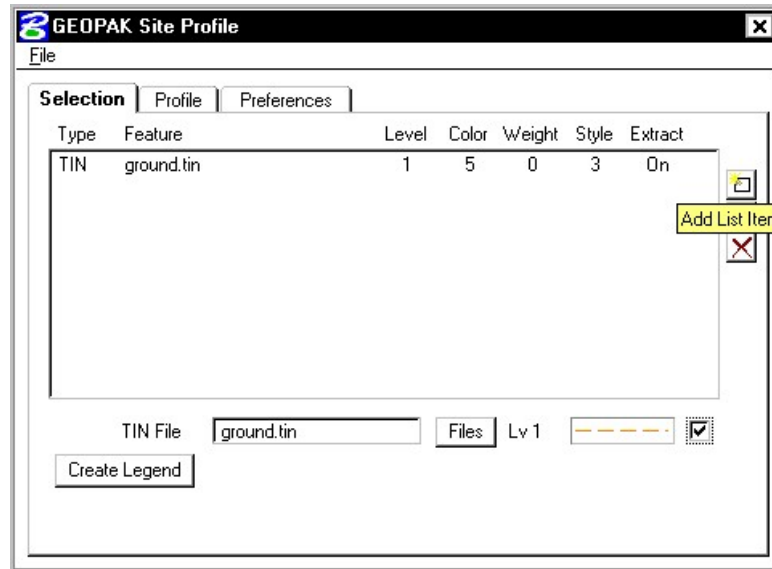 GEOPAK Site Profile
File
Selection Profile Preferences
Type Feature Level Color Weight Style Extract
TIN ground.tin 1 5 0 3 On
Add List Iter
TIN File ground.tin Files Lv 1
Create Legend